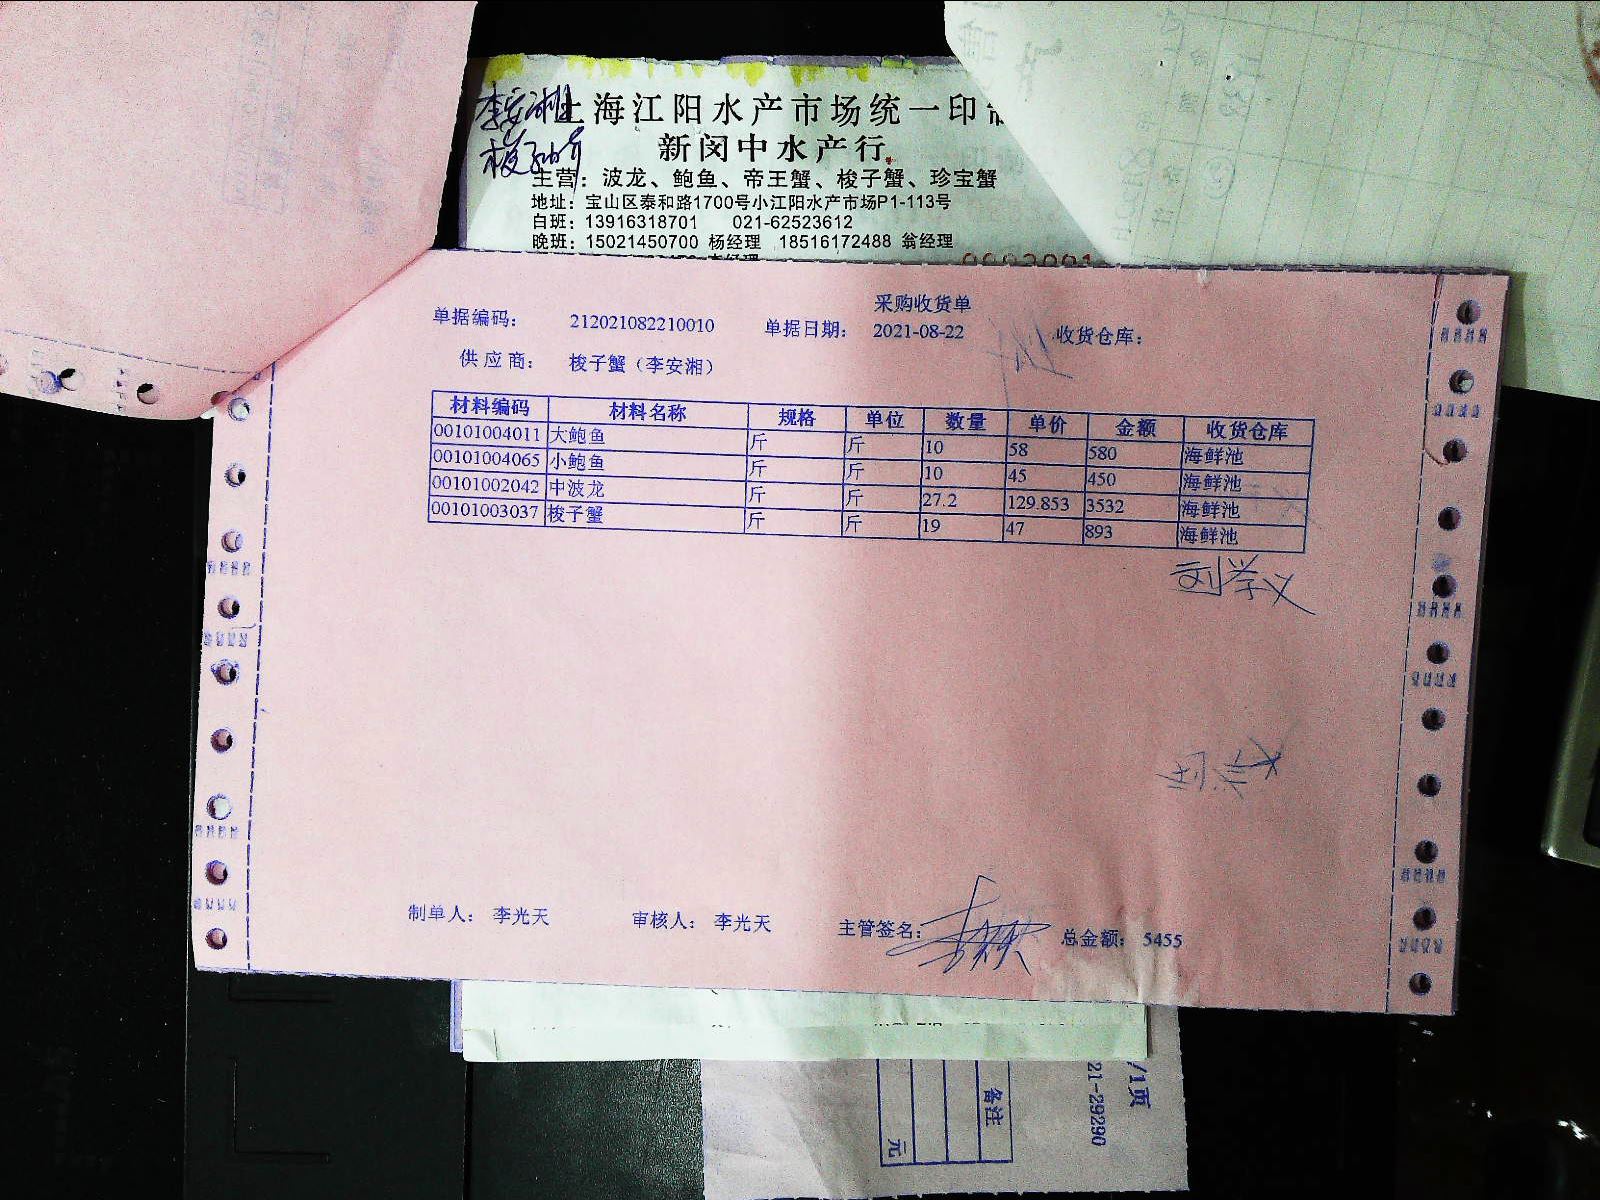 上海江阳水产市场统一印
新闵中水产行
主营：波龙、鲍鱼、帝王蟹、梭子蟹、珍宝蟹
地址：宝山区泰和路1700号小江阳水产市场P1-113号
白班：13916318701 021-62523612
晚班：15021450700 杨经理 18516172488 翁经理
采购收货单
单据编码： 212021082210010 单据日期： 2021-08-22 收货仓库：
供应商： 梭子蟹（李安湘）
材料编码 材料名称 规格 单位 数量 单价 金额 收货仓库
00101004011 大鲍鱼 斤 斤 10 58 580 海鲜池
00101004065 小鲍鱼 斤 斤 10 45 450 海鲜池
00101002042 中波龙 斤 斤 27.2 129.853 3532 海鲜池
00101003037 梭子蟹 斤 斤 19 47 893 海鲜池
刘学义
制单人： 李光天 审核人： 李光天 主管签名： 总金额： 5455
/1页
21-29290
备注
元